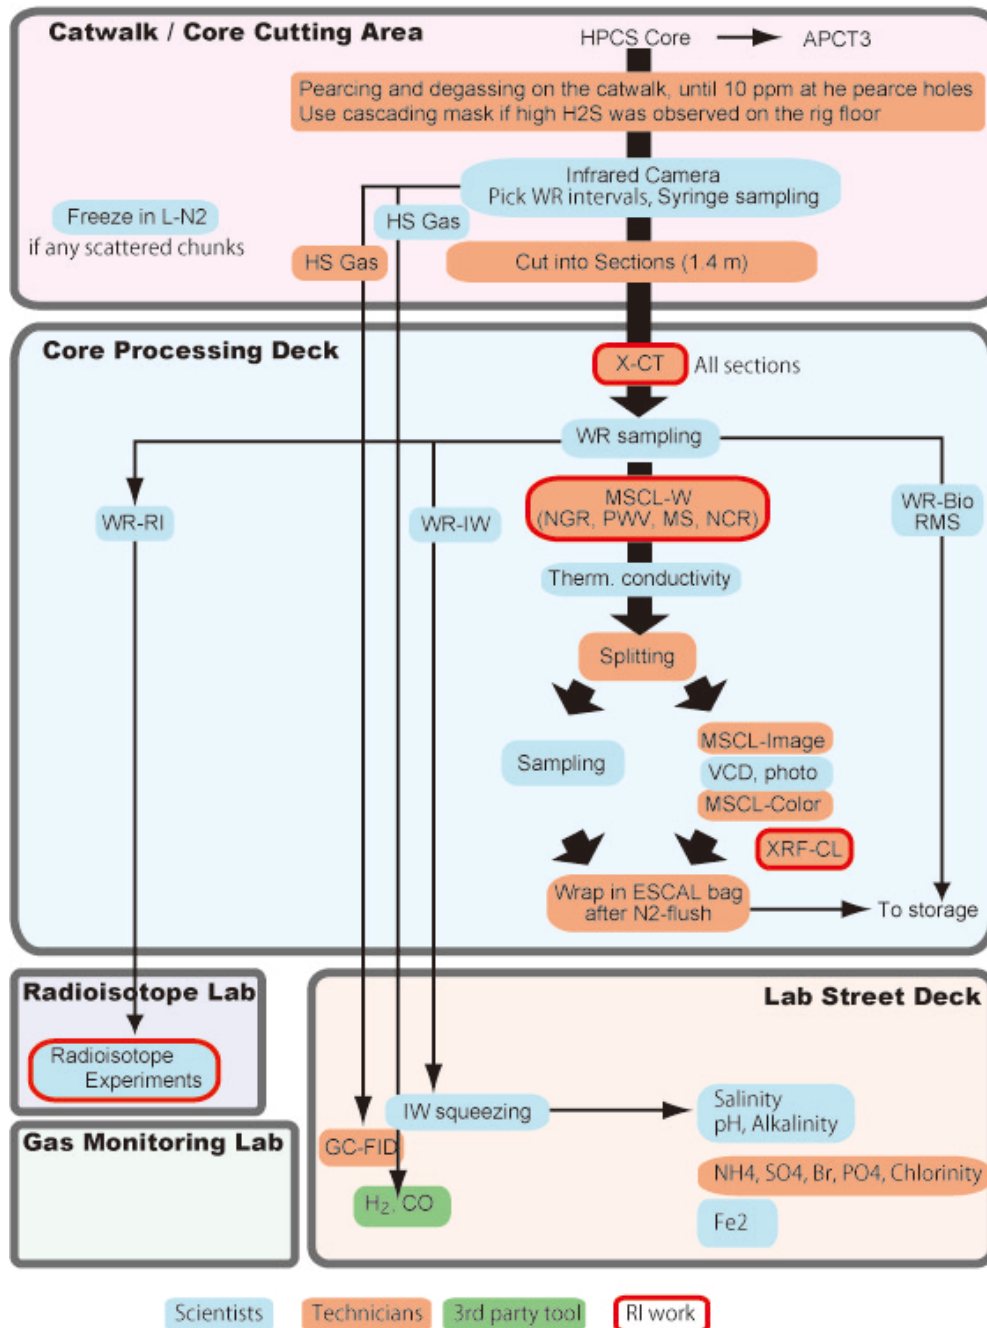 Catwalk / Core Cutting Area
HPCS Core
APCT3
Pearcing and degassing on the catwalk, until 10 ppm at he pearce holes
Use cascading mask if high H2S was observed on the rig floor
Infrared Camera
Pick WR intervals, Syringe sampling
Freeze in L-N2
if any scattered chunks
HS Gas
HS Gas
Cut into Sections (1.4 m)
Core Processing Deck
X-CT
All sections
WR sampling
WR-RI
WR-IW
MSCL-W
(NGR, PWV, MS, NCR)
WR-Bio
RMS
Therm. conductivity
Splitting
Sampling
MSCL-Image
VCD, photo
MSCL-Color
XRF-CL
Wrap in ESCAL bag
after N2-flush
To storage
Radioisotope Lab
Radioisotope
Experiments
Lab Street Deck
IW squeezing
Salinity
pH, Alkalinity
Gas Monitoring Lab
GC-FID
NH4, SO4, Br, PO4, Chlorinity
H2, CO
Fe2
Scientists
Technicians
3rd party tool
RI work